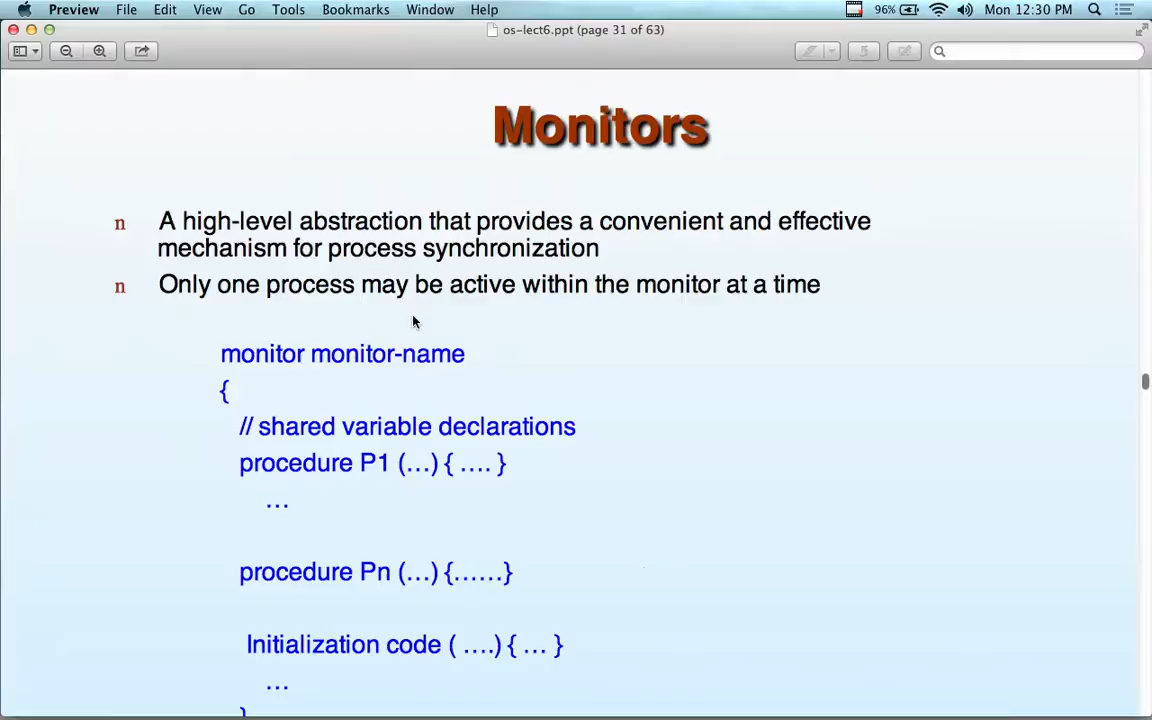 Preview File Edit View Go Tools Bookmarks Window Help 96% Mon 12:30 PM
os-lect6.ppt (page 31 of 63)
Monitors
n A high-level abstraction that provides a convenient and effective
mechanism for process synchronization
n Only one process may be active within the monitor at a time
monitor monitor-name
{
// shared variable declarations
procedure P1 (…) { …. }
…
procedure Pn (…) {……}
Initialization code ( ….) { … }
…
}